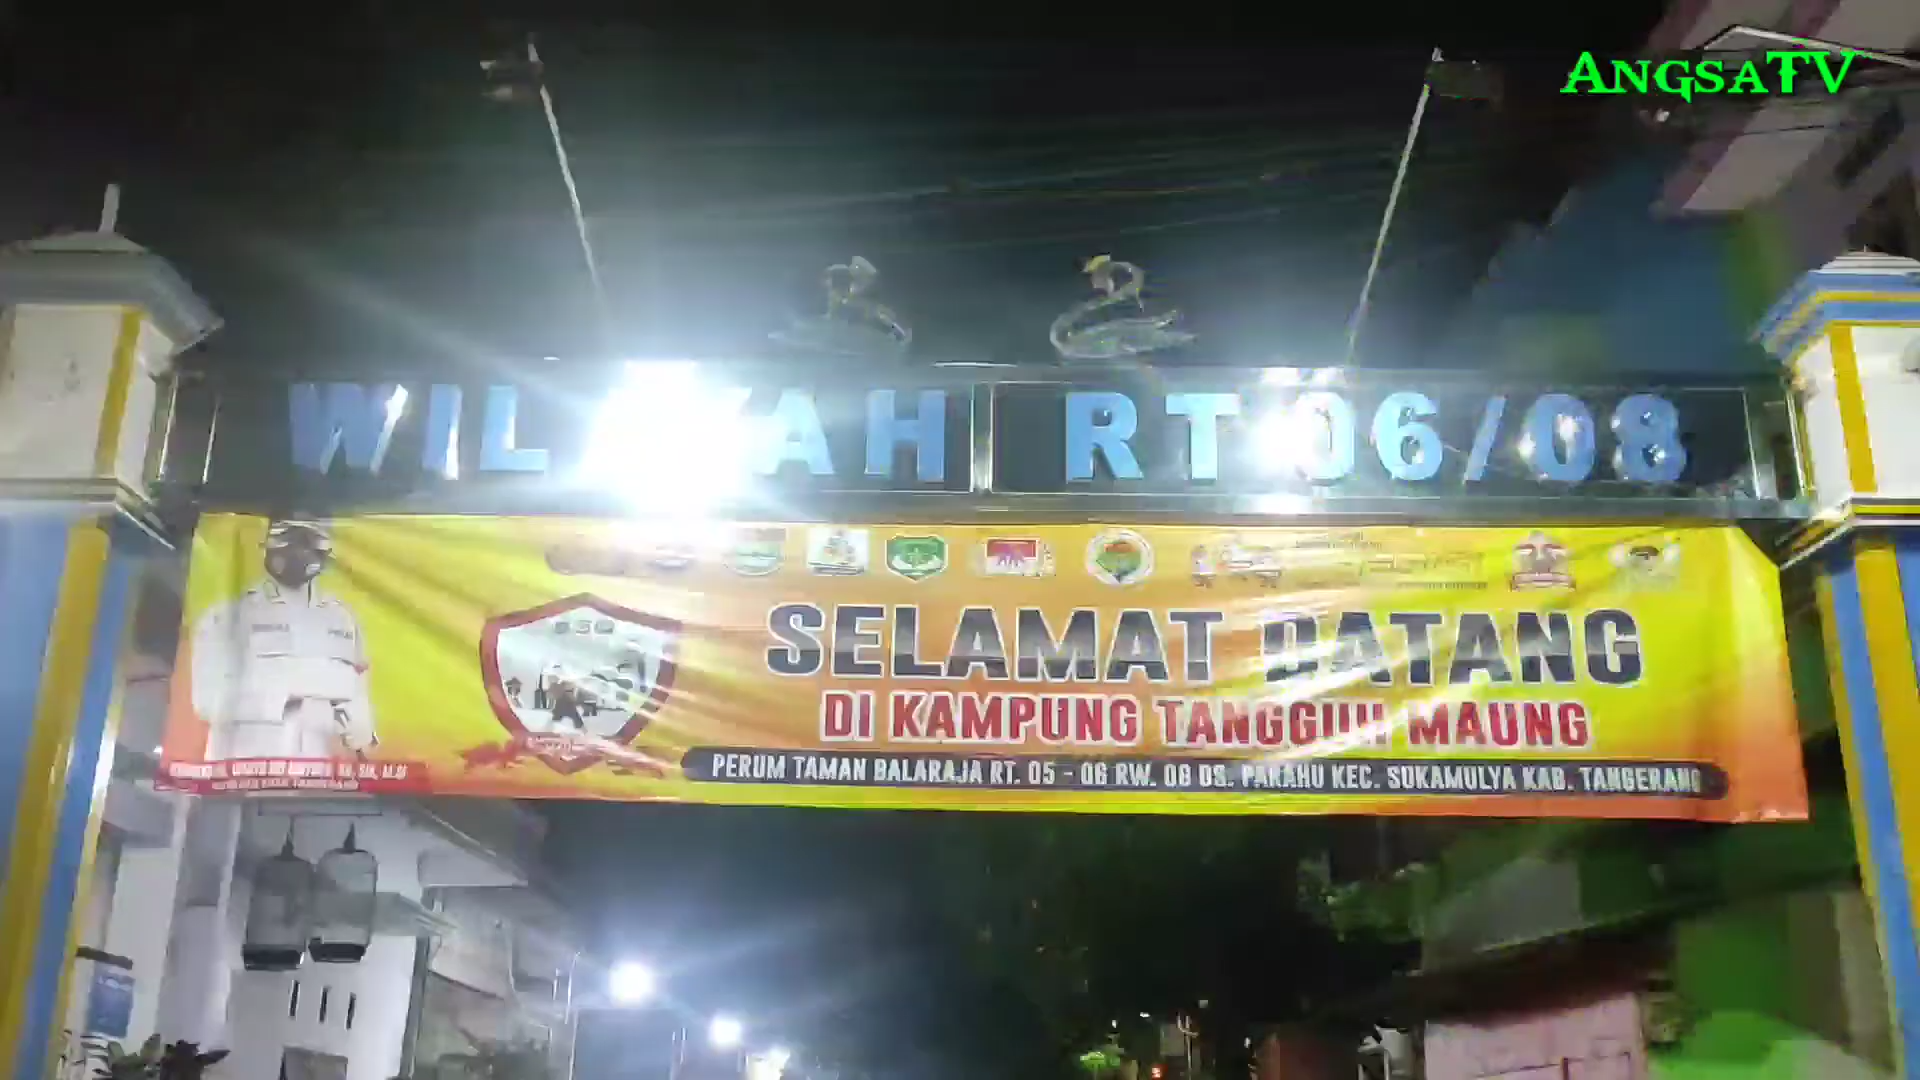 ANGSATV
WIL AH RT 06/08
SELAMAT DATANG
DI KAMPUNG TANGGUH MAUNG
PERUM TAMAN BALARAJA RT. 05 - 06 RW. 08 DS. PARAHU KEC. SUKAMULYA KAB. TANGERANG